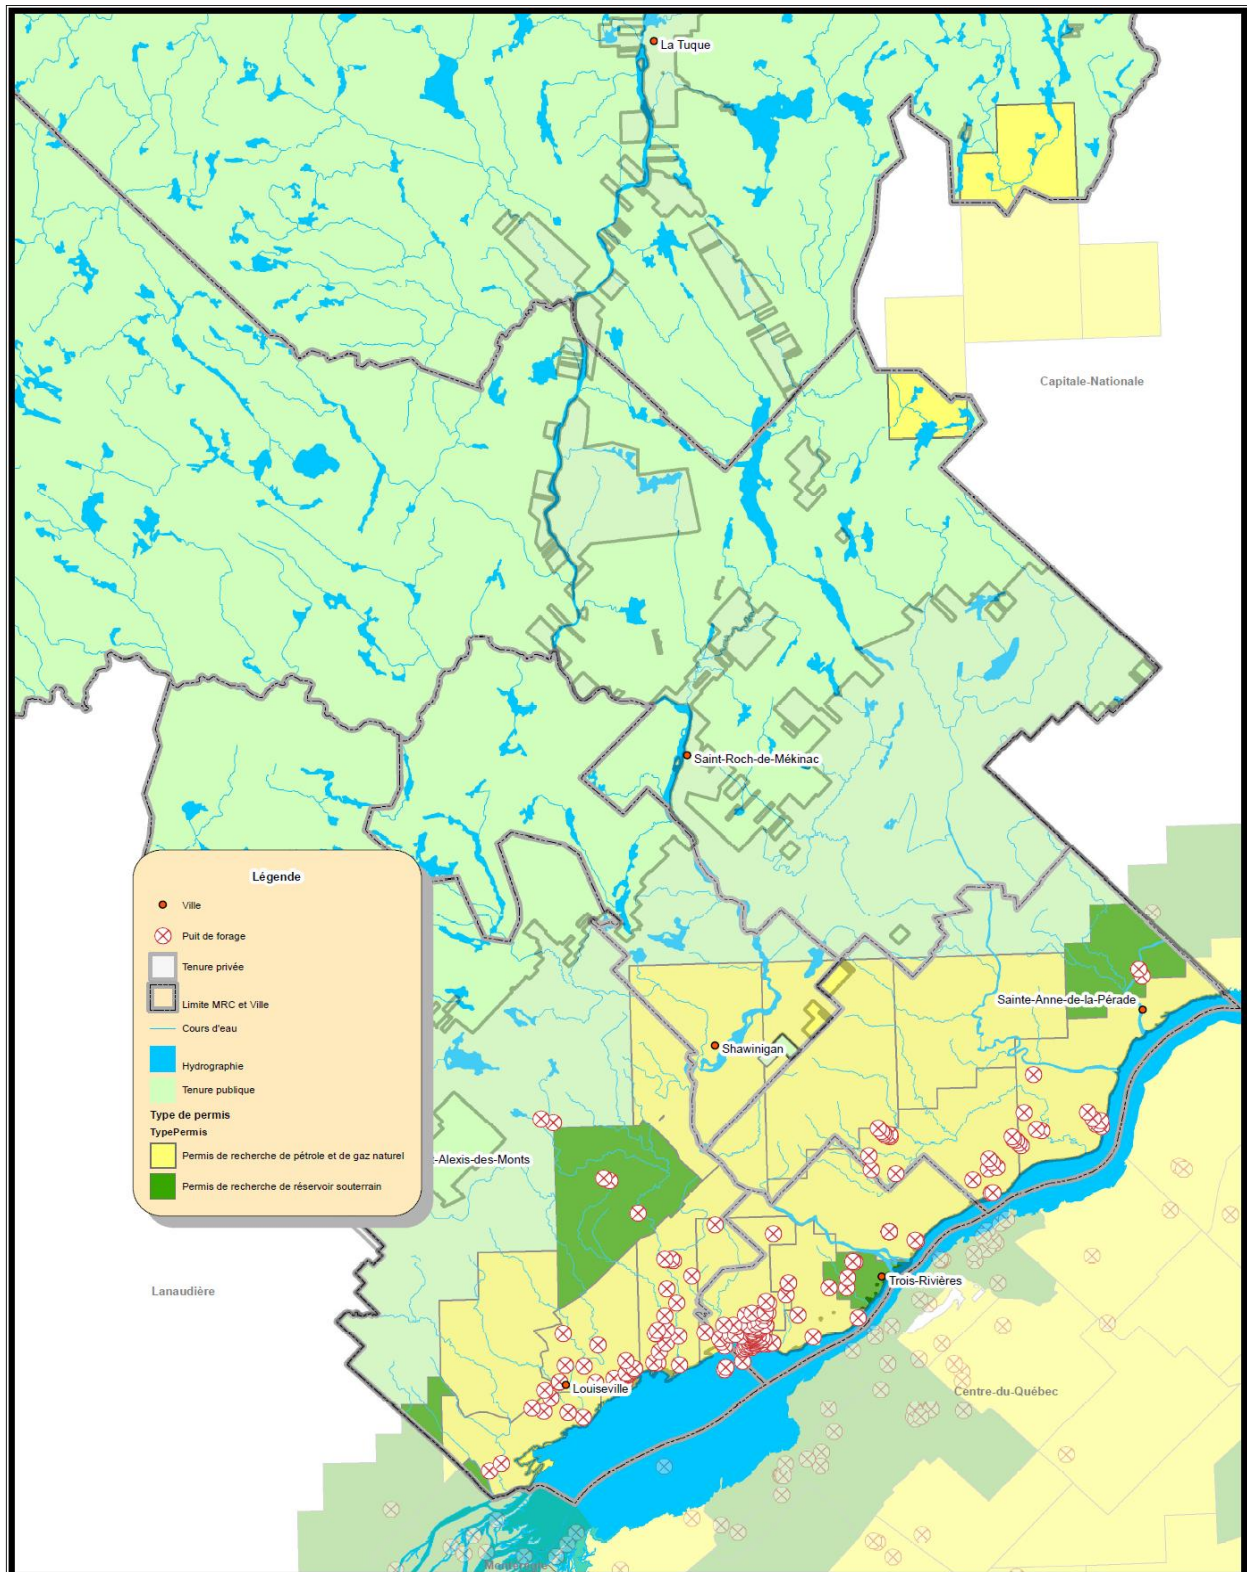 La Tuque
Capitale-Nationale
Saint-Roch-de-Mékinac
Légende
Ville
Puit de forage
Tenure privée
Limite MRC et Ville
Cours d'eau
Hydrographie
Tenure publique
Type de permis
TypePermis
Permis de recherche de pétrole et de gaz naturel
Permis de recherche de réservoir souterrain
Sainte-Anne-de-la-Pérade
Shawinigan
t-Alexis-des-Monts
Lanaudière
Trois-Rivières
Louiseville
Centre-du-Québec
Montérégie